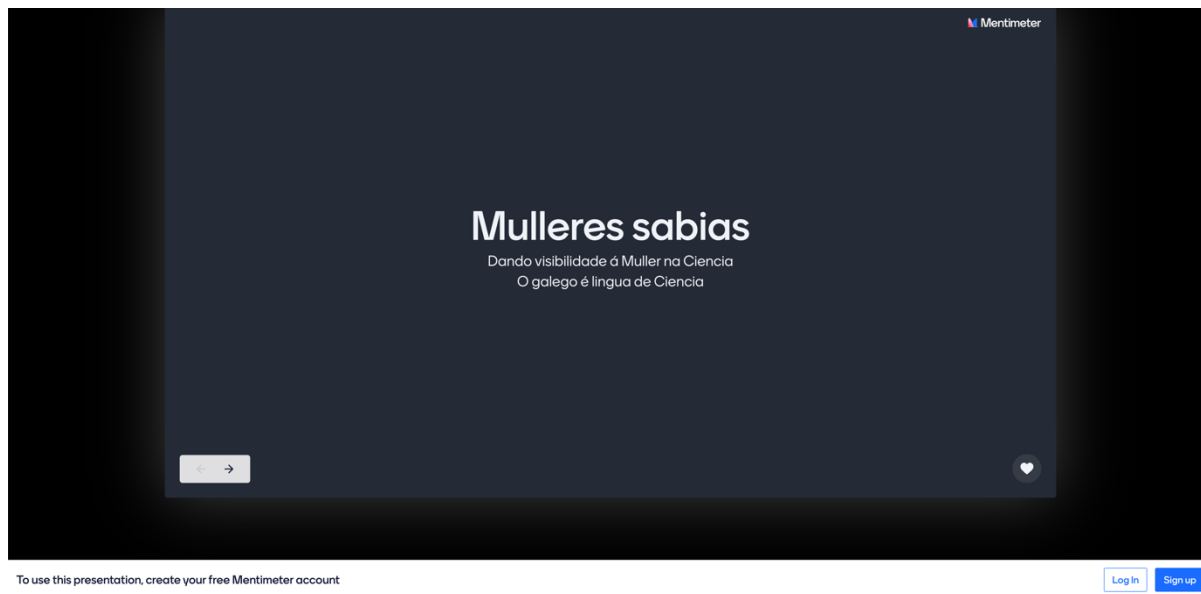 Mentimeter
Mulleres sabias
Dando visibilidade á Muller na Ciencia
O galego é lingua de Ciencia
To use this presentation, create your free Mentimeter account
Log In
Sign up